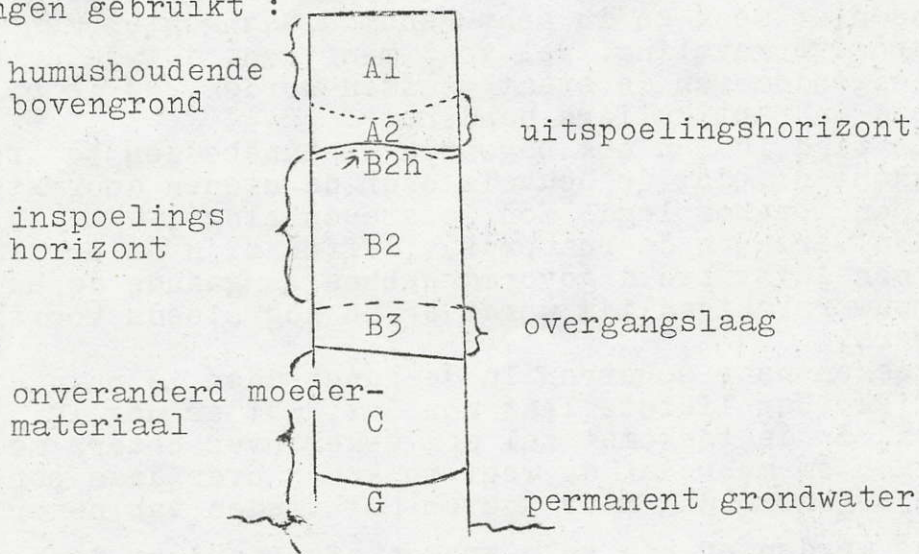 ngen gebruikt :
humushoudende
bovengrond
A1
A2
uitspoelingshorizont
B2h
inspoelings
horizont
B2
B3
overgangslaag
onveranderd moeder-
materiaal
C
G
permanent grondwater